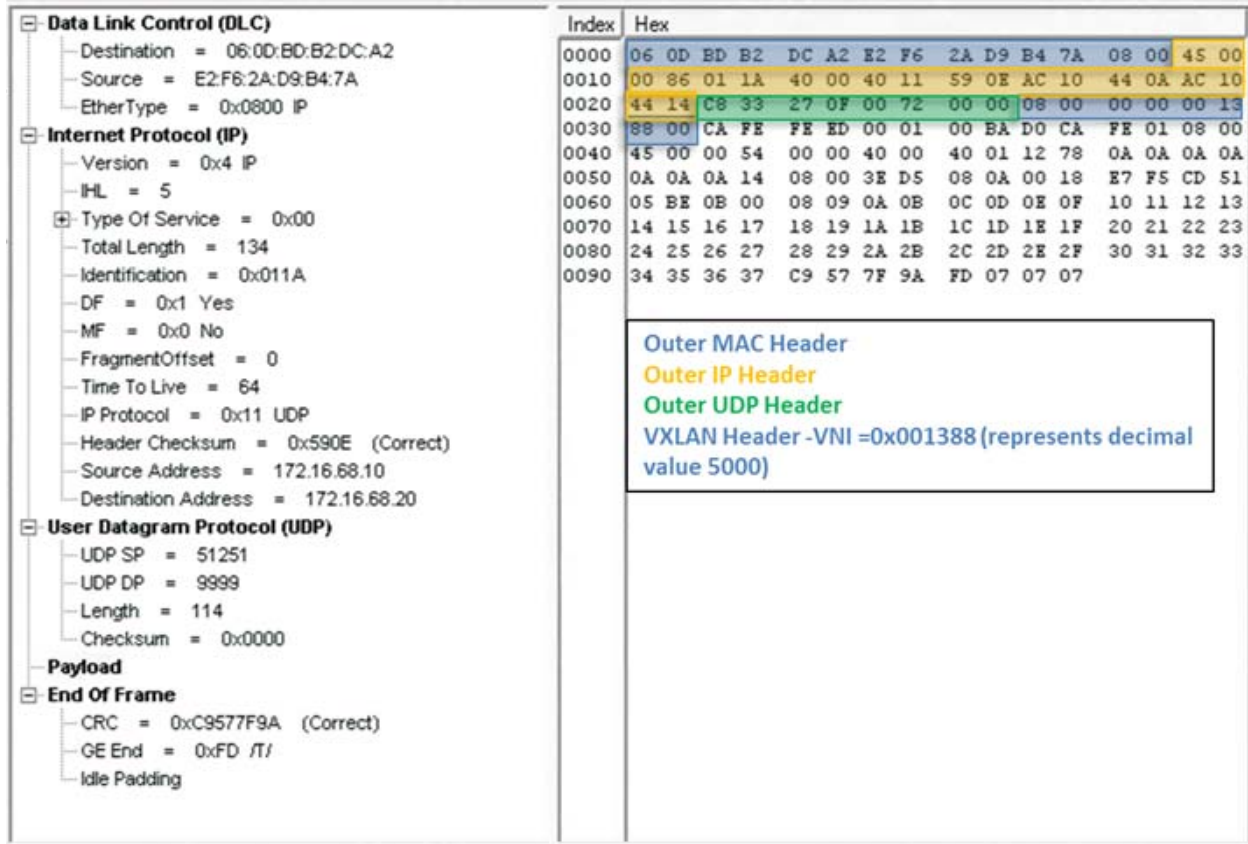 Data Link Control (DLC)
Destination = 06:0D:BD:B2:DC:A2
Source = E2:F6:2A:D9:B4:7A
EtherType = 0x0800 IP
Internet Protocol (IP)
Version = 0x4 IP
IHL = 5
Type Of Service = 0x00
Total Length = 134
Identification = 0x011A
DF = 0x1 Yes
MF = 0x0 No
FragmentOffset = 0
Time To Live = 64
IP Protocol = 0x11 UDP
Header Checksum = 0x590E (Correct)
Source Address = 172.16.68.10
Destination Address = 172.16.68.20
User Datagram Protocol (UDP)
UDP SP = 51251
UDP DP = 9999
Length = 114
Checksum = 0x0000
Payload
End Of Frame
CRC = 0xC9577F9A (Correct)
GE End = 0xFD /T/
Idle Padding
Index Hex
0000 06 0D BD B2 DC A2 E2 F6 2A D9 B4 7A 08 00 45 00
0010 00 86 01 1A 40 00 40 11 59 0E AC 10 44 0A AC 10
0020 44 14 C8 33 27 0F 00 72 00 00 08 00 00 00 00 13
0030 88 00 CA FE FE ED 00 01 00 BA D0 CA FE 01 08 00
0040 45 00 00 54 00 00 40 00 40 01 12 78 0A 0A 0A 0A
0050 0A 0A 0A 14 08 00 3E D5 08 0A 00 18 E7 F5 CD 51
0060 05 BE 0B 00 08 09 0A 0B 0C 0D 0E 0F 10 11 12 13
0070 14 15 16 17 18 19 1A 1B 1C 1D 1E 1F 20 21 22 23
0080 24 25 26 27 28 29 2A 2B 2C 2D 2E 2F 30 31 32 33
0090 34 35 36 37 C9 57 7F 9A FD 07 07 07
Outer MAC Header
Outer IP Header
Outer UDP Header
VXLAN Header -VNI =0x001388 (represents decimal
value 5000)